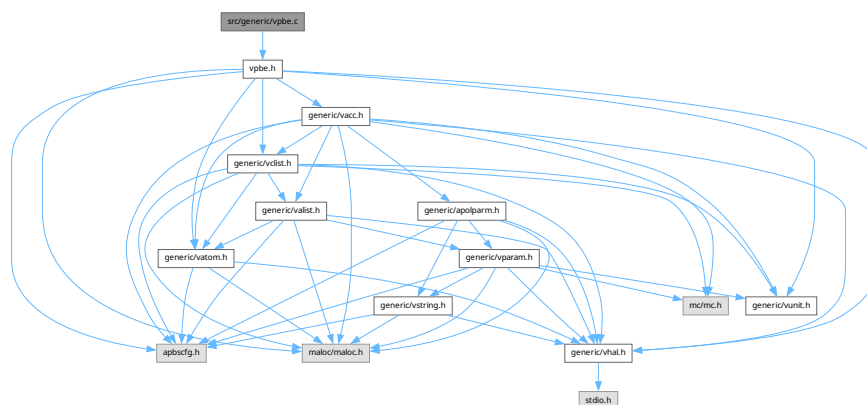 src/generic/vpbe.c
vpbe.h
generic/vacc.h
generic/vclist.h
generic/valist.h
generic/apolparm.h
generic/vatom.h
generic/vparam.h
generic/vstring.h
mc/mc.h
generic/vunit.h
apbscfg.h
maloc/maloc.h
generic/vhal.h
stdio.h